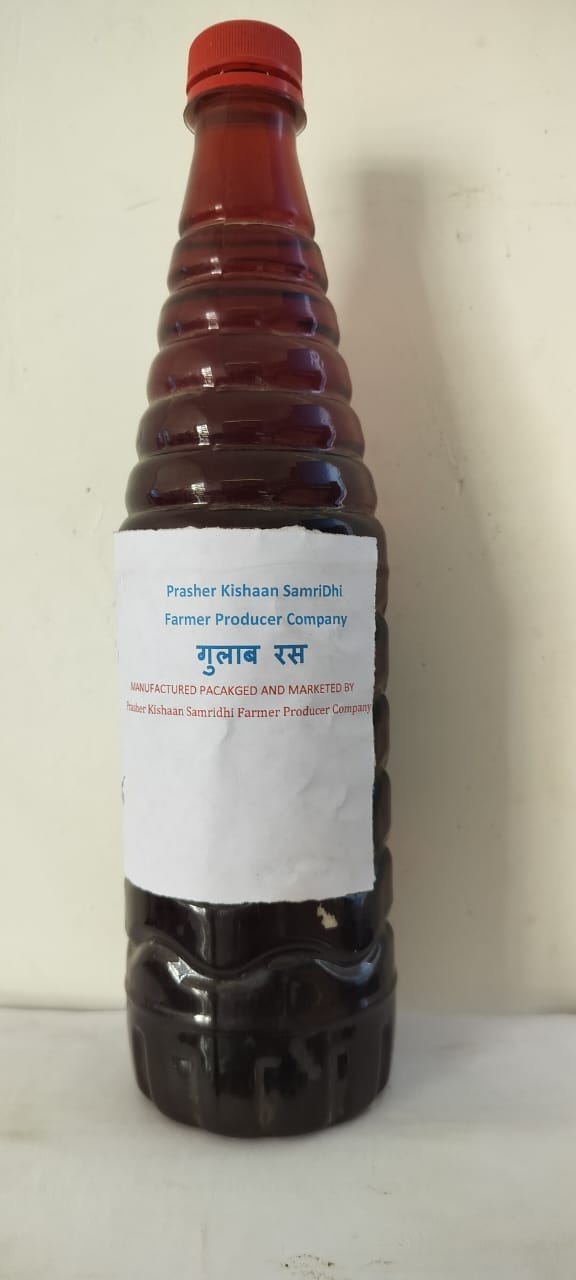 Prasher Kishaan SamriDhi
Farmer Producer Company
गुलाब रस
MANUFACTURED PACAKGED AND MARKETED BY
Prasher Kishaan Samridhi Farmer Producer Company